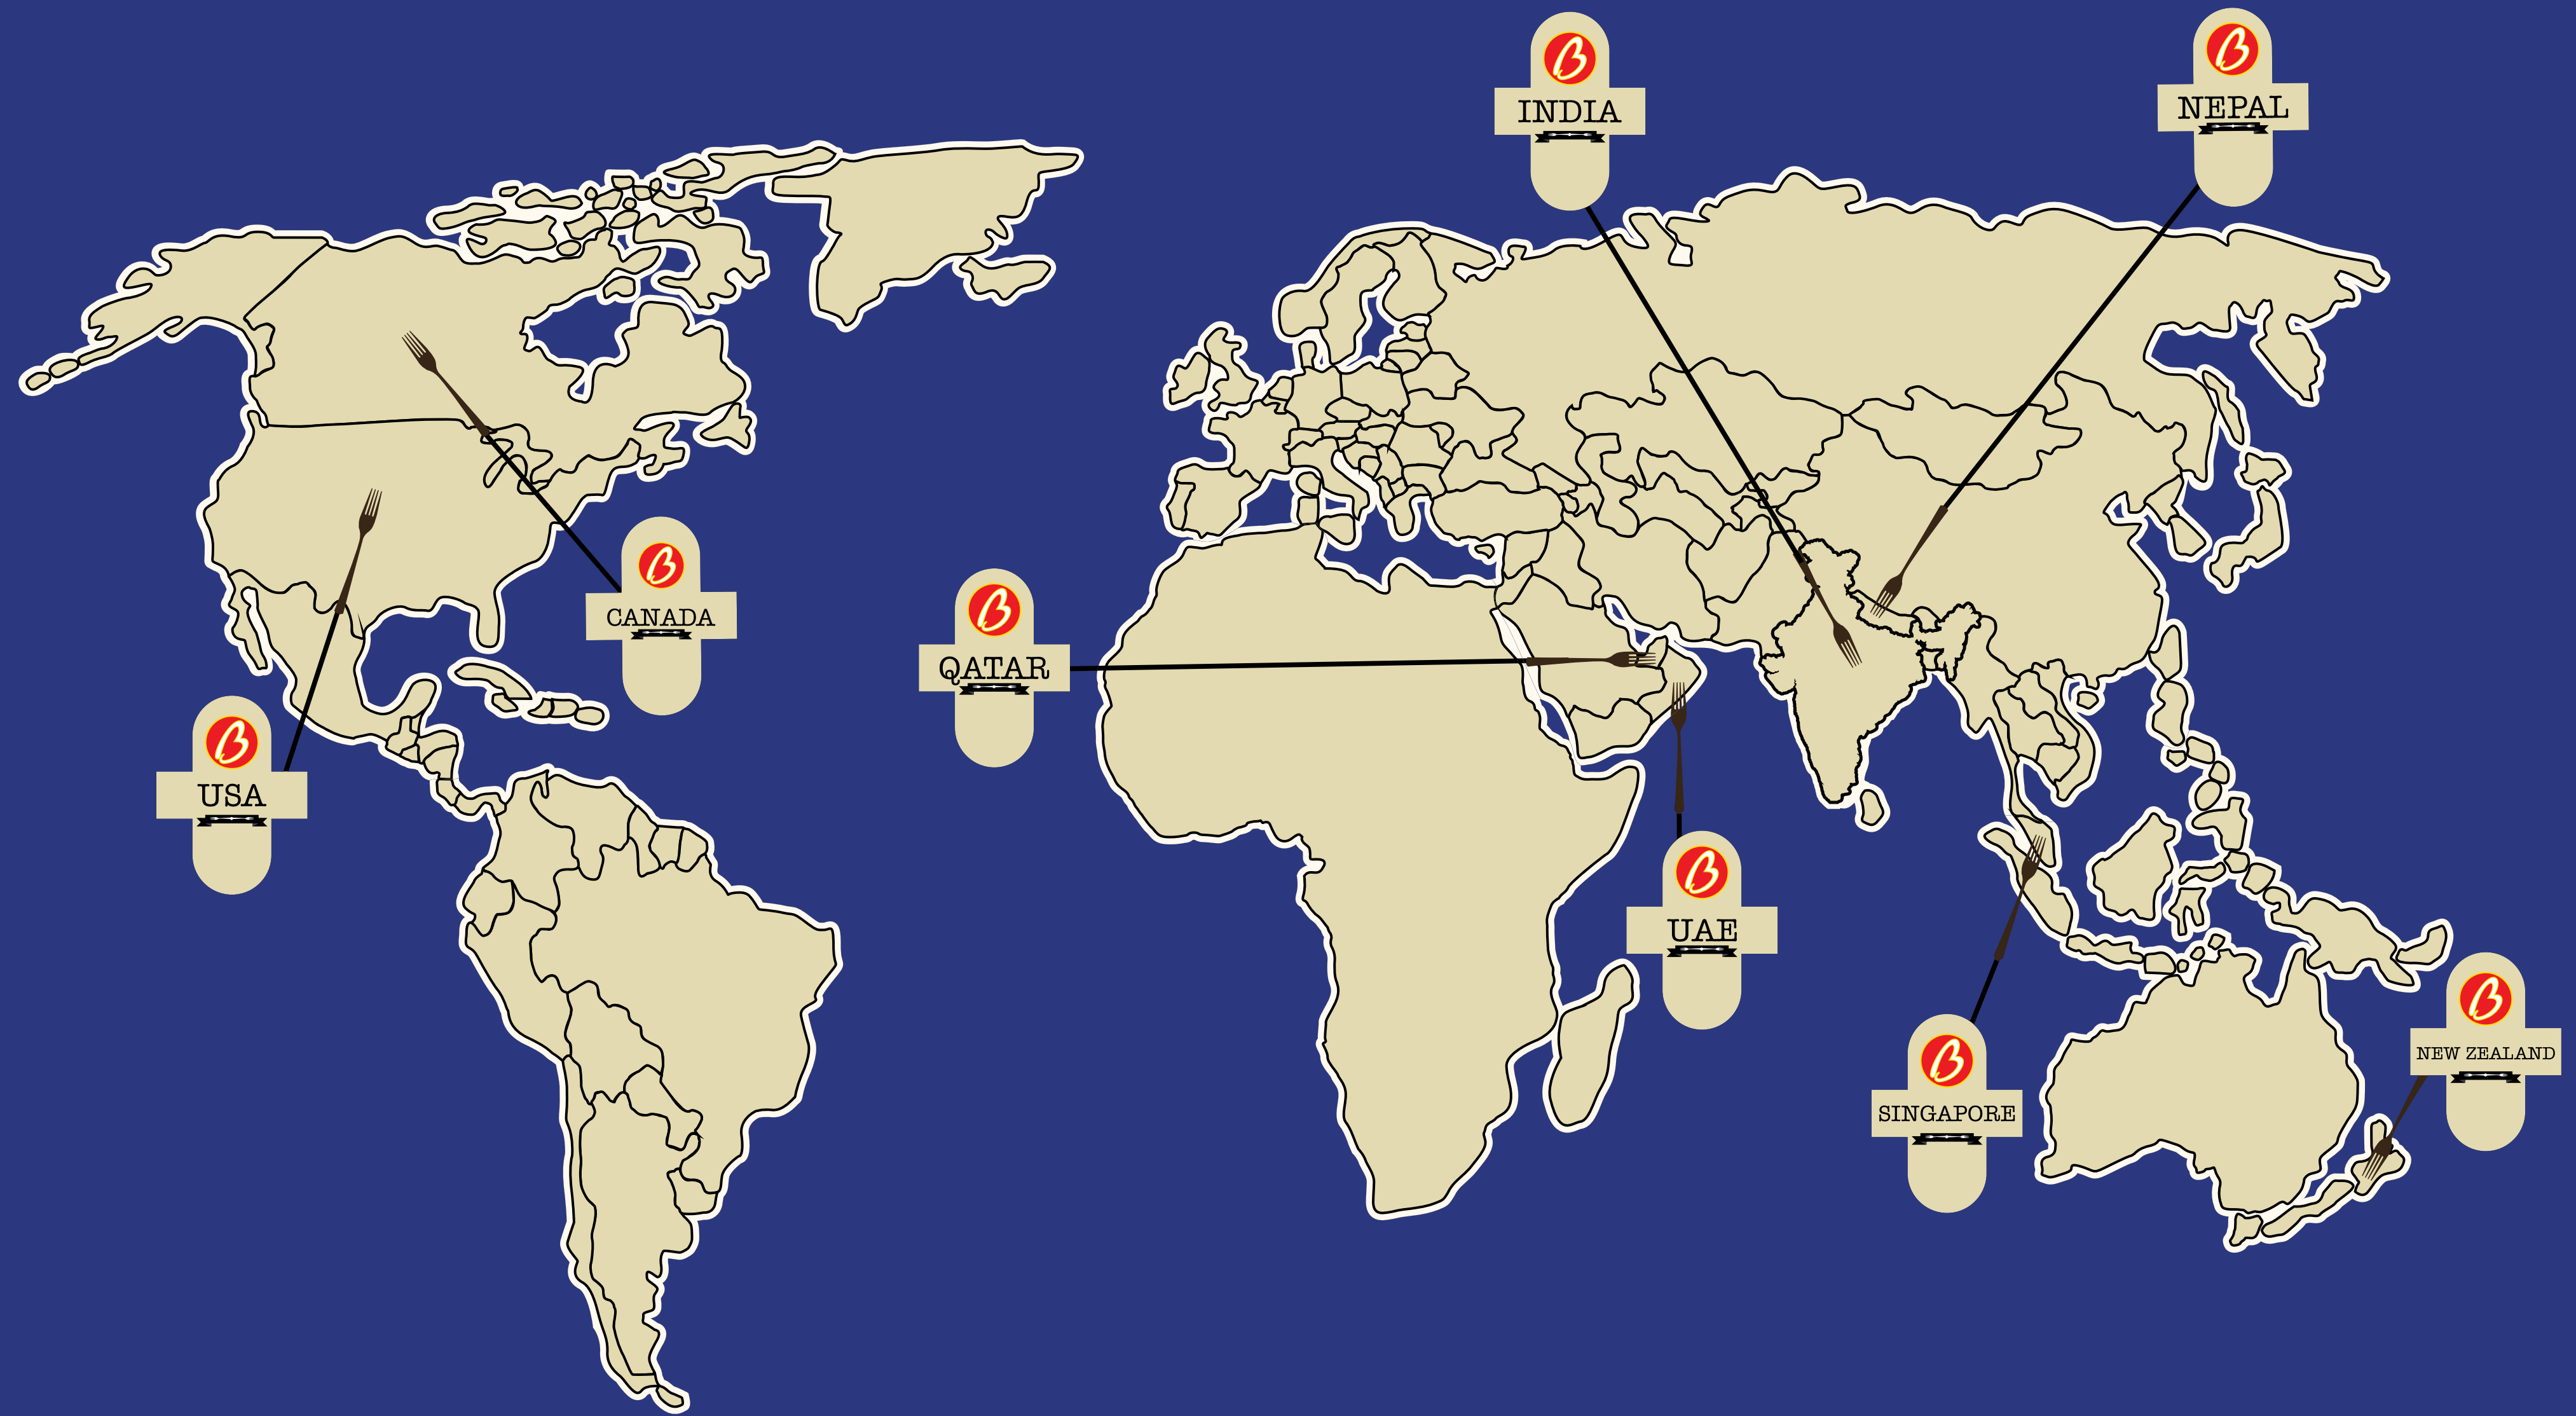 B
INDIA
B
NEPAL
B
CANADA
B
QATAR
B
USA
B
UAE
B
NEW ZEALAND
B
SINGAPORE